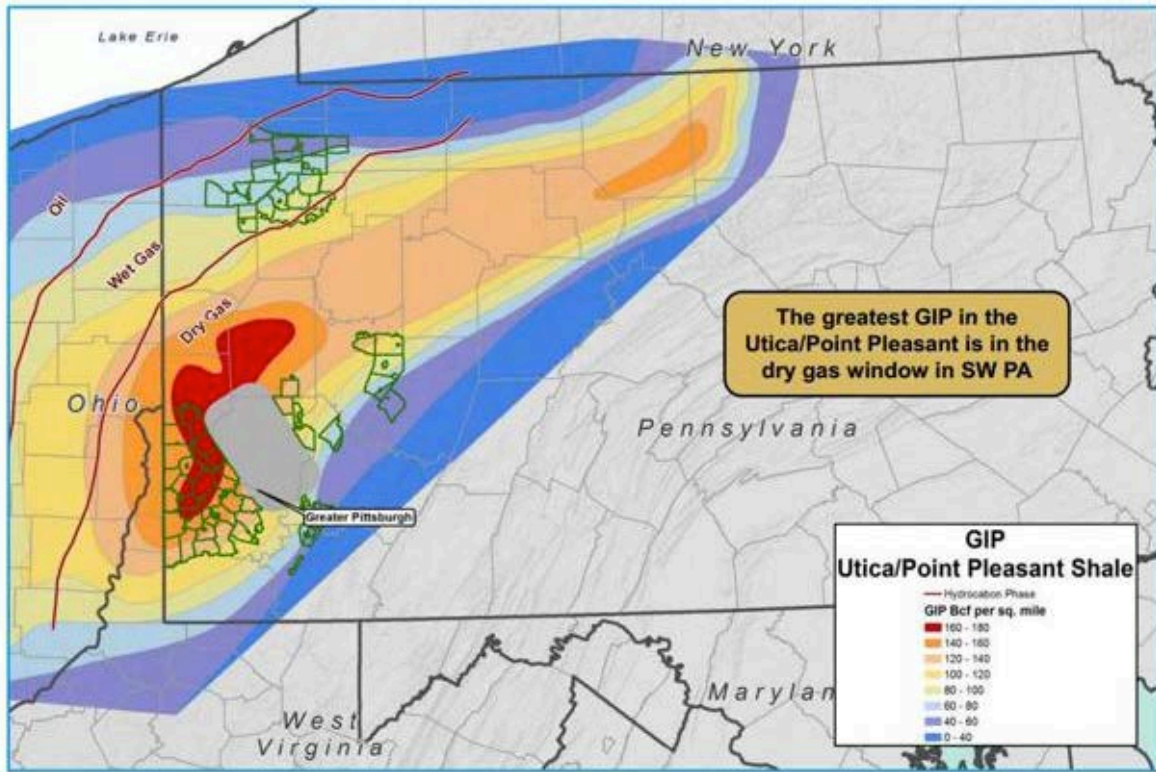 Lake Erie
New York
Oil
Wet Gas
Dry Gas
Ohio
The greatest GIP in the
Utica/Point Pleasant is in the
dry gas window in SW PA
Pennsylvania
Greater Pittsburgh
West
Virginia
Marylan
GIP
Utica/Point Pleasant Shale
Hydrocarbon Phase
GIP Bcf per sq. mile
160 - 180
140 - 160
120 - 140
100 - 120
80 - 100
60 - 80
40 - 60
0 - 40